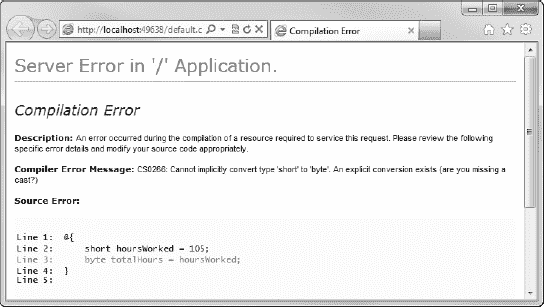 http://localhost:49638/default.c
Compilation Error
Server Error in '/' Application.
Compilation Error
Description: An error occurred during the compilation of a resource required to service this request. Please review the following
specific error details and modify your source code appropriately.
Compiler Error Message: CS0266: Cannot implicitly convert type 'short' to 'byte'. An explicit conversion exists (are you missing a
cast?)
Source Error:
Line 1:  @{
Line 2:      short hoursWorked = 105;
Line 3:      byte totalHours = hoursWorked;
Line 4:  }
Line 5: